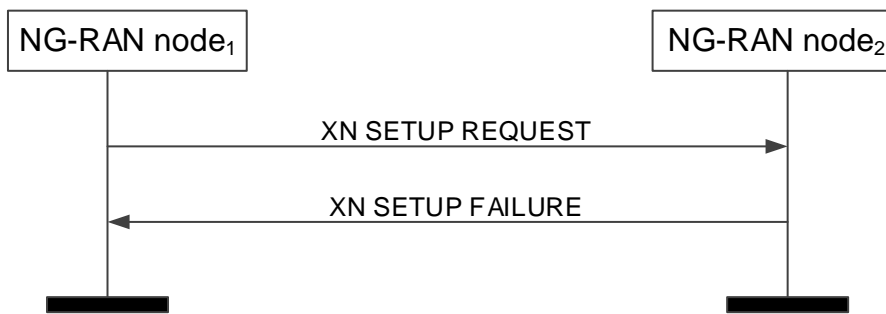 NG-RAN node₁
NG-RAN node₂
XN SETUP REQUEST
XN SETUP FAILURE